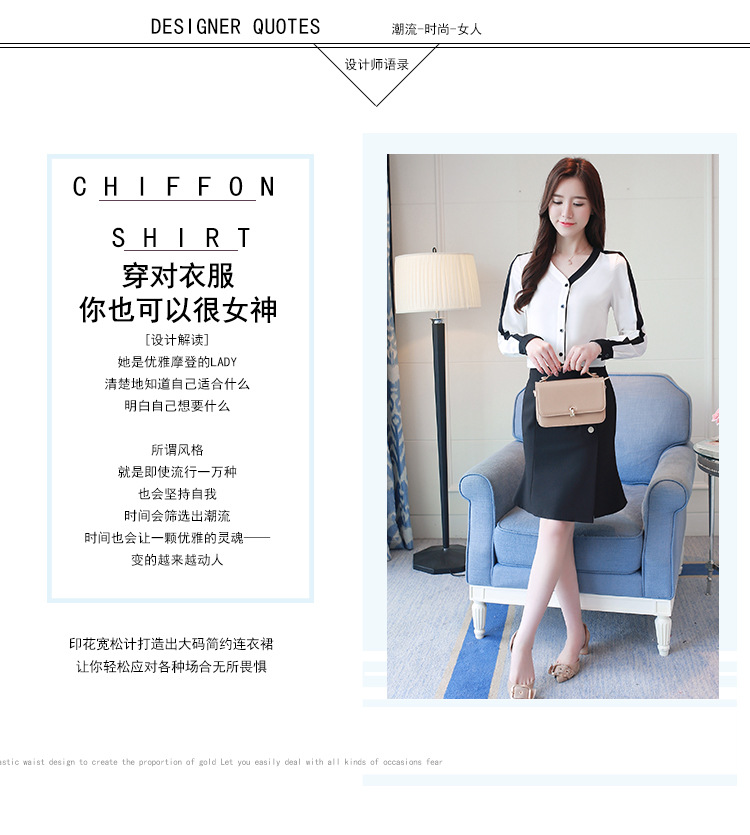 DESIGNER QUOTES
潮流-时尚-女人
设计师语录
CHIFFON
SHIRT
穿对衣服
你也可以很女神
[设计解读]
她是优雅摩登的LADY
清楚地知道自己适合什么
明白自己想要什么
所谓风格
就是即使流行一万种
也会坚持自我
时间会筛选出潮流
时间也会让一颗优雅的灵魂——
变的越来越动人
印花宽松计打造出大码简约连衣裙
让你轻松应对各种场合无所畏惧
astic waist design to create the proportion of gold Let you easily deal with all kinds of occasions fear